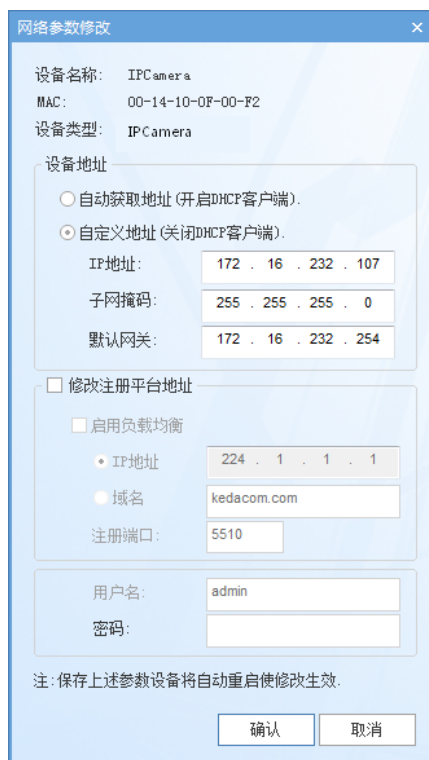 网络参数修改 ×
设备名称: IPCamera
MAC: 00-14-10-0F-00-F2
设备类型: IPCamera
设备地址
自动获取地址(开启DHCP客户端).
自定义地址(关闭DHCP客户端).
IP地址: 172 . 16 . 232 . 107
子网掩码: 255 . 255 . 255 . 0
默认网关: 172 . 16 . 232 . 254
修改注册平台地址
启用负载均衡
IP地址 224 . 1 . 1 . 1
域名 kedacom.com
注册端口: 5510
用户名: admin
密码:
注:保存上述参数设备将自动重启使修改生效.
确认 取消